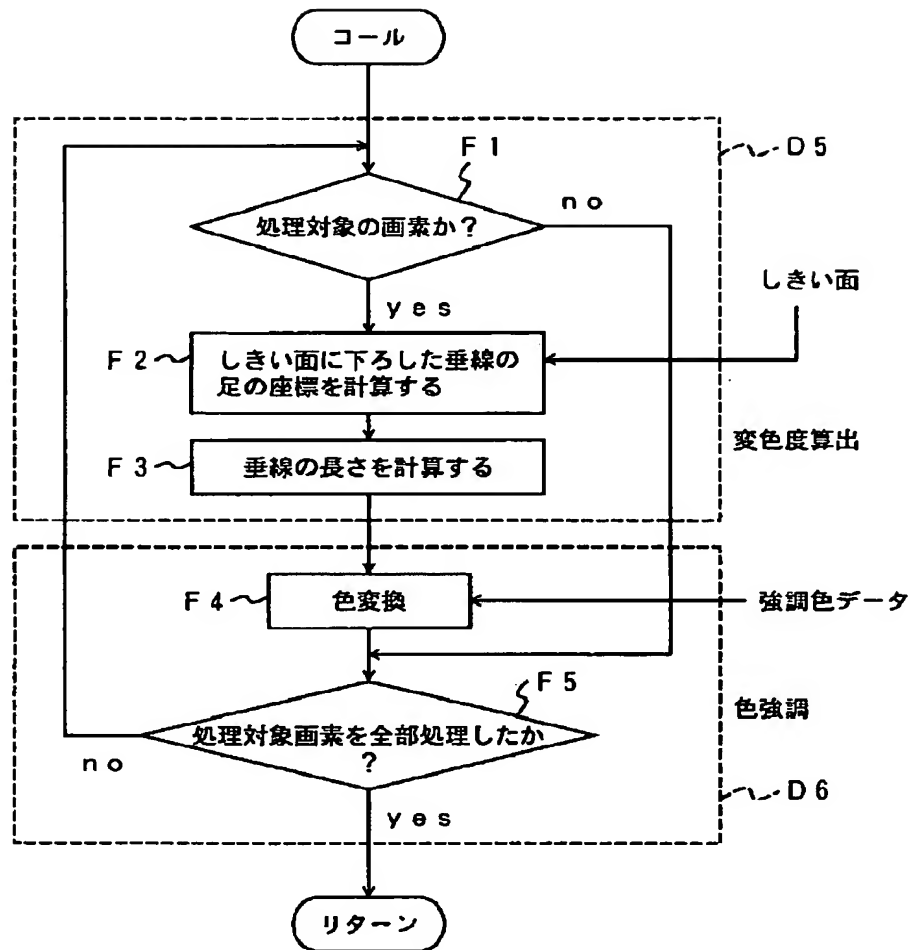 コール
F1
D5
処理対象の画素か?
no
yes
しきい面
F2
しきい面に下ろした垂線の
足の座標を計算する
変色度算出
F3
垂線の長さを計算する
F4
色変換
強調色データ
F5
処理対象画素を全部処理したか
?
no
色強調
D6
yes
リターン